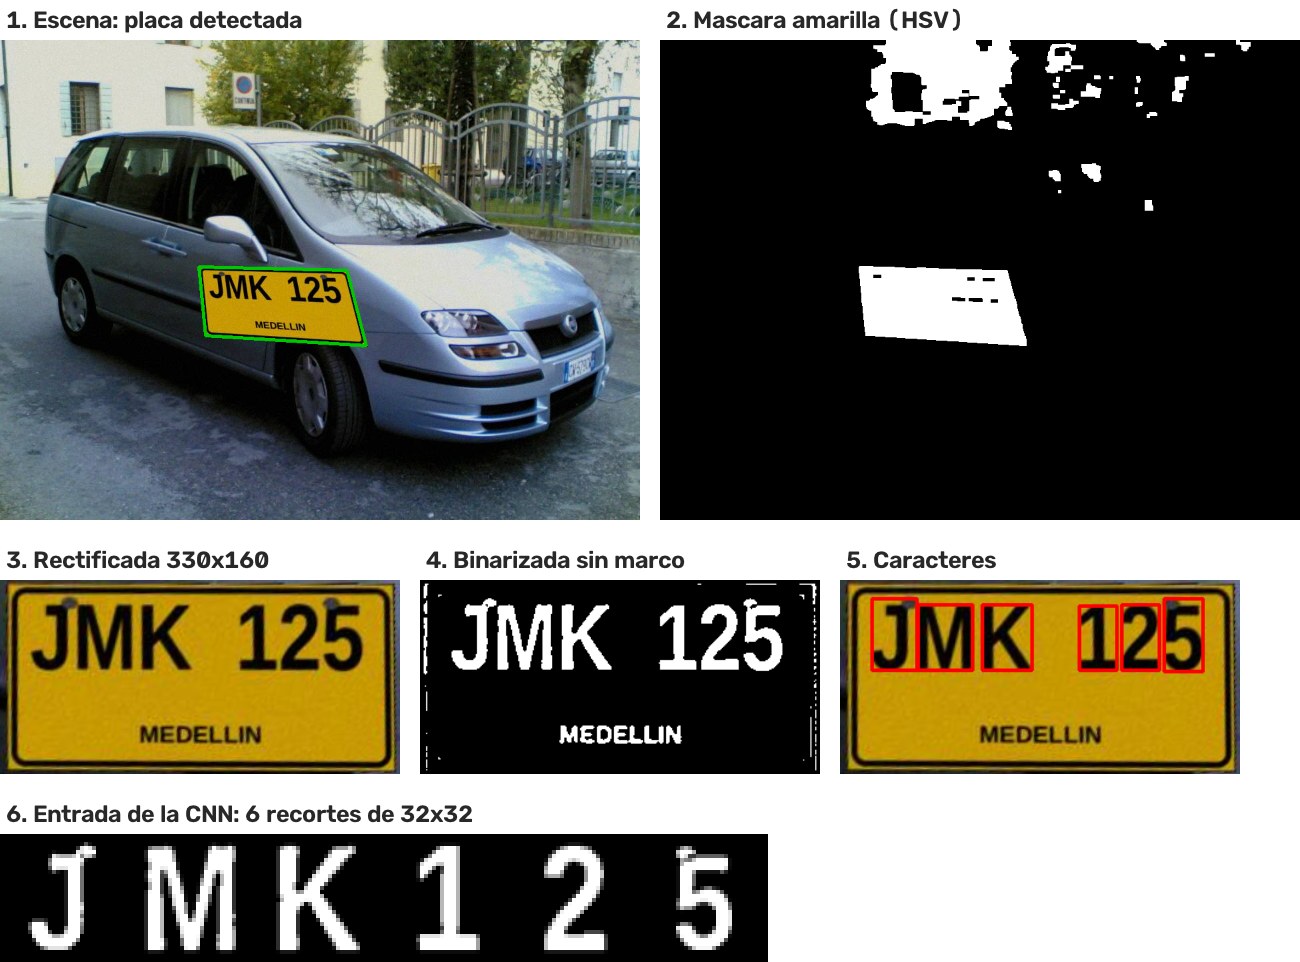 1. Escena: placa detectada
2. Mascara amarilla (HSV)
JMK 125
MEDELLIN
3. Rectificada 330x160
4. Binarizada sin marco
5. Caracteres
JMK 125
MEDELLIN
JMK 125
MEDELLIN
JMK 125
MEDELLIN
6. Entrada de la CNN: 6 recortes de 32x32
J M K 1 2 5